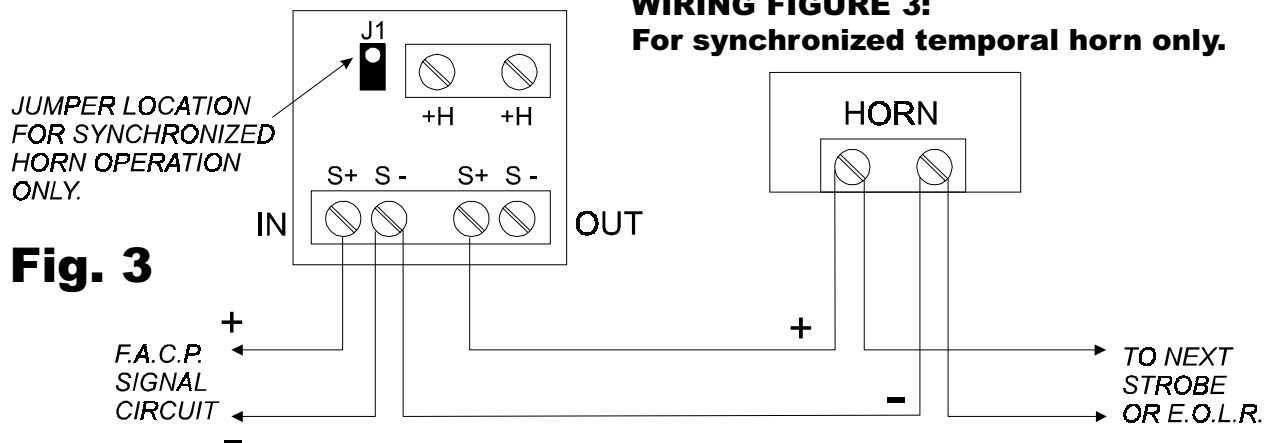 WIRING FIGURE 3:
For synchronized temporal horn only.
J1
JUMPER LOCATION
FOR SYNCHRONIZED
HORN OPERATION
ONLY.
+H +H
HORN
S+ S - S+ S -
IN OUT
Fig. 3
+
+
F.A.C.P.
SIGNAL
CIRCUIT
-
-
TO NEXT
STROBE
OR E.O.L.R.